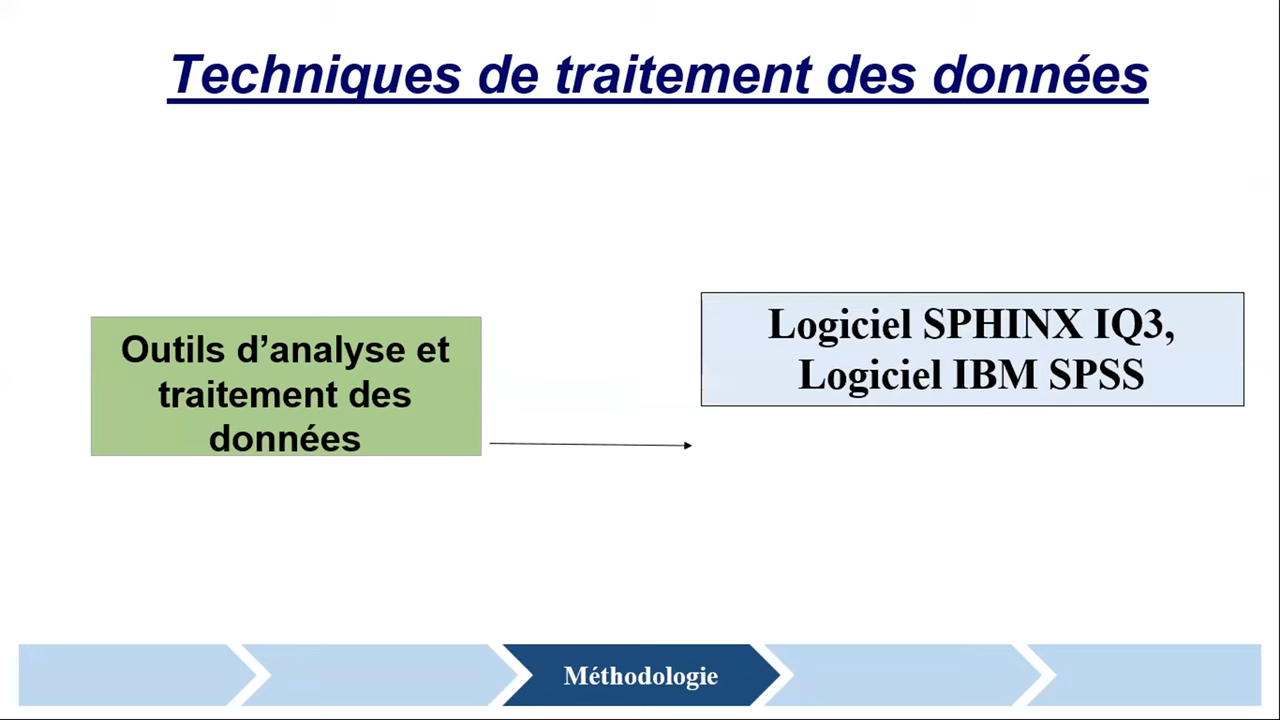 Techniques de traitement des données
Outils d’analyse et
traitement des
données
Logiciel SPHINX IQ3,
Logiciel IBM SPSS
Méthodologie